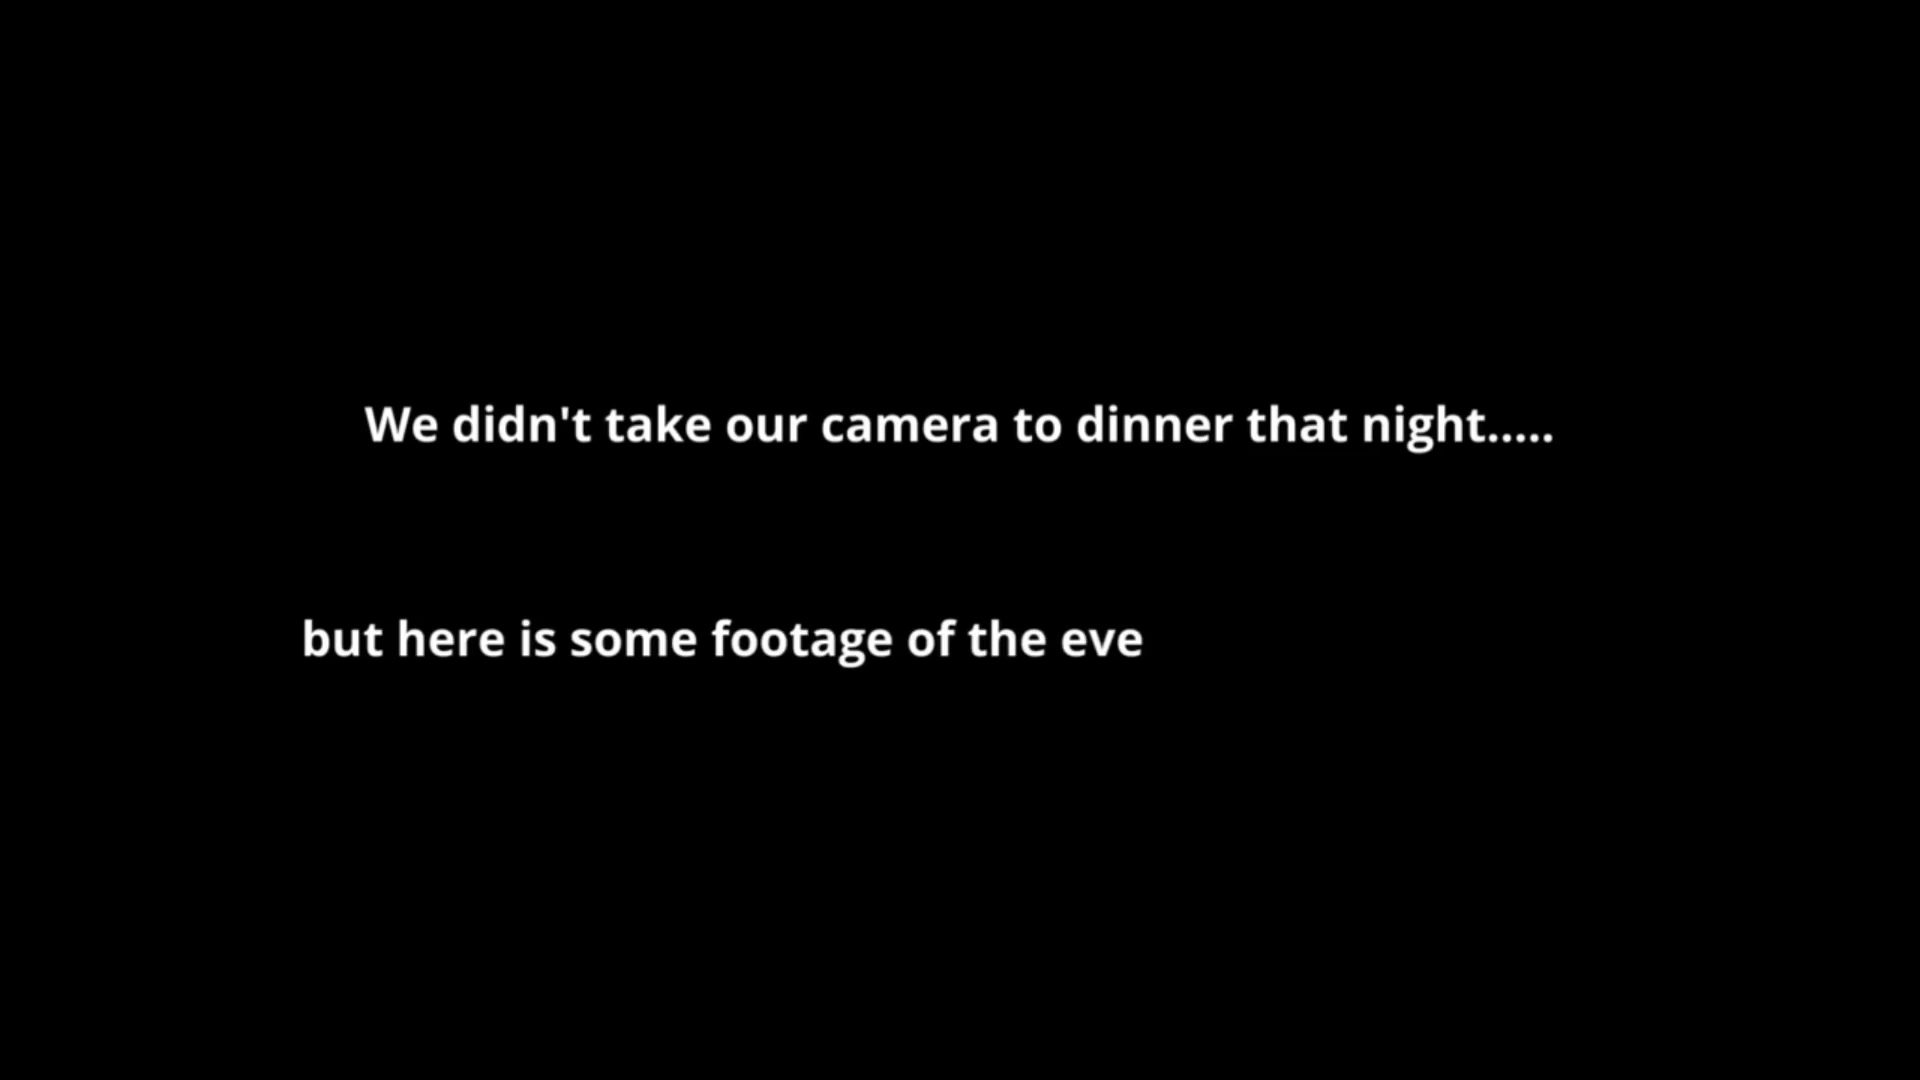 We didn't take our camera to dinner that night.....
but here is some footage of the eve